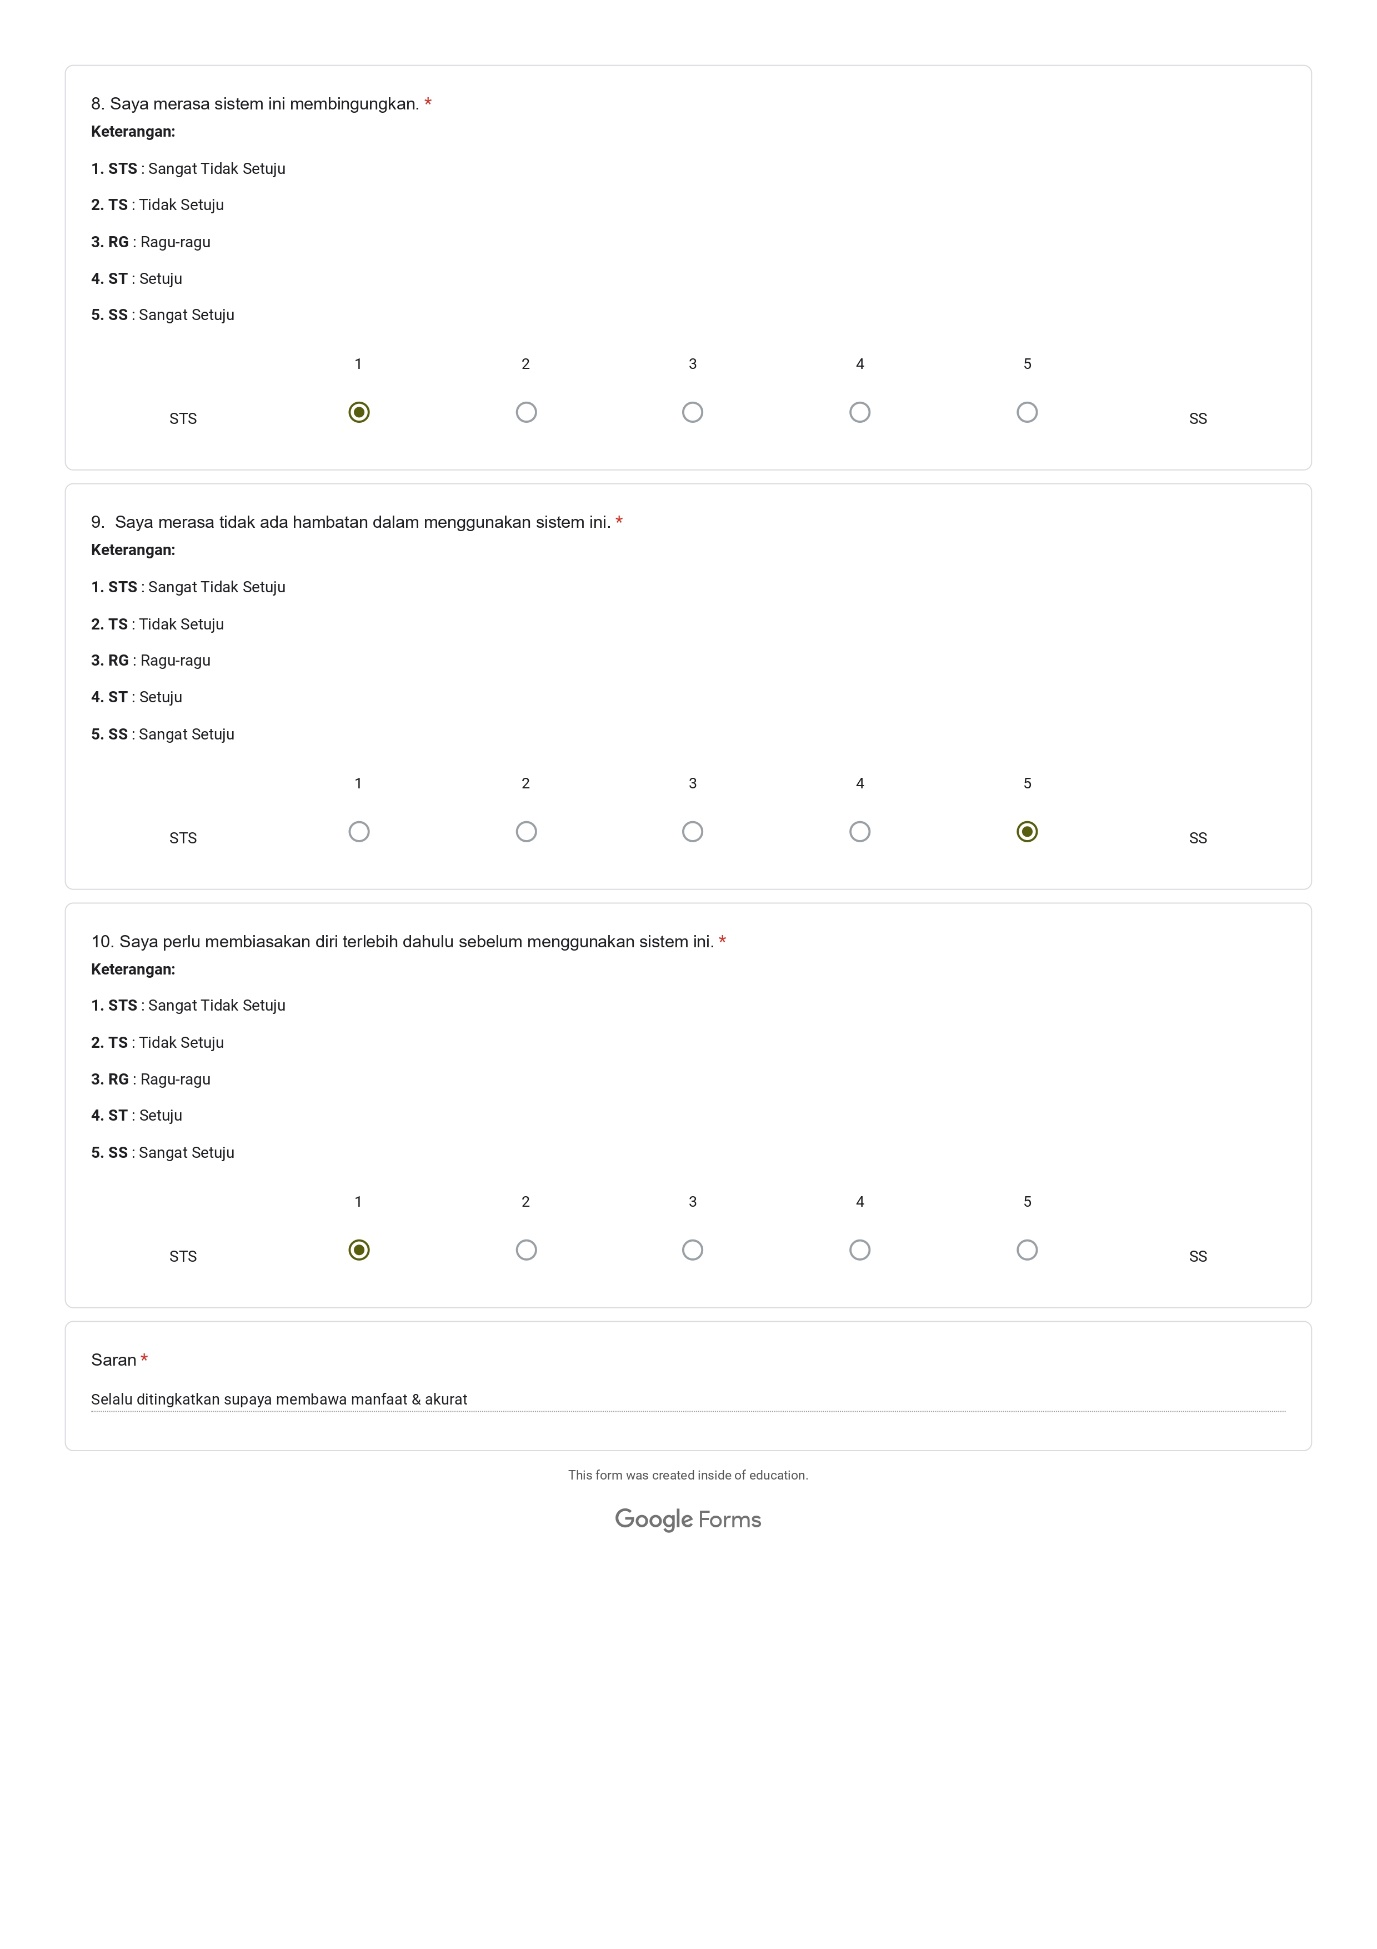 8. Saya merasa sistem ini membingungkan. *
Keterangan:
1. STS : Sangat Tidak Setuju
2. TS : Tidak Setuju
3. RG : Ragu-ragu
4. ST : Setuju
5. SS : Sangat Setuju
1 2 3 4 5
STS SS
9. Saya merasa tidak ada hambatan dalam menggunakan sistem ini. *
Keterangan:
1. STS : Sangat Tidak Setuju
2. TS : Tidak Setuju
3. RG : Ragu-ragu
4. ST : Setuju
5. SS : Sangat Setuju
1 2 3 4 5
STS SS
10. Saya perlu membiasakan diri terlebih dahulu sebelum menggunakan sistem ini. *
Keterangan:
1. STS : Sangat Tidak Setuju
2. TS : Tidak Setuju
3. RG : Ragu-ragu
4. ST : Setuju
5. SS : Sangat Setuju
1 2 3 4 5
STS SS
Saran *
Selalu ditingkatkan supaya membawa manfaat & akurat
This form was created inside of education.
Google Forms